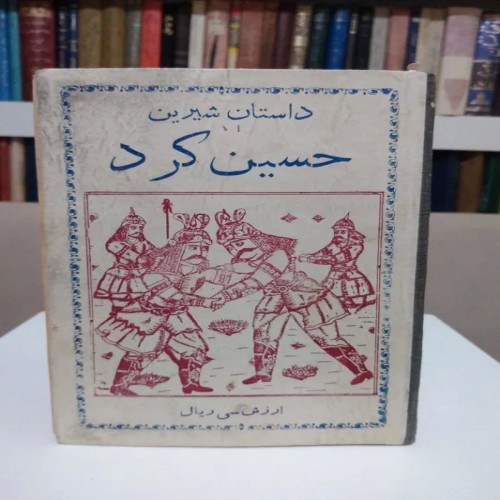 داستان شیرین
حسین کرد
ارزش سی ریال